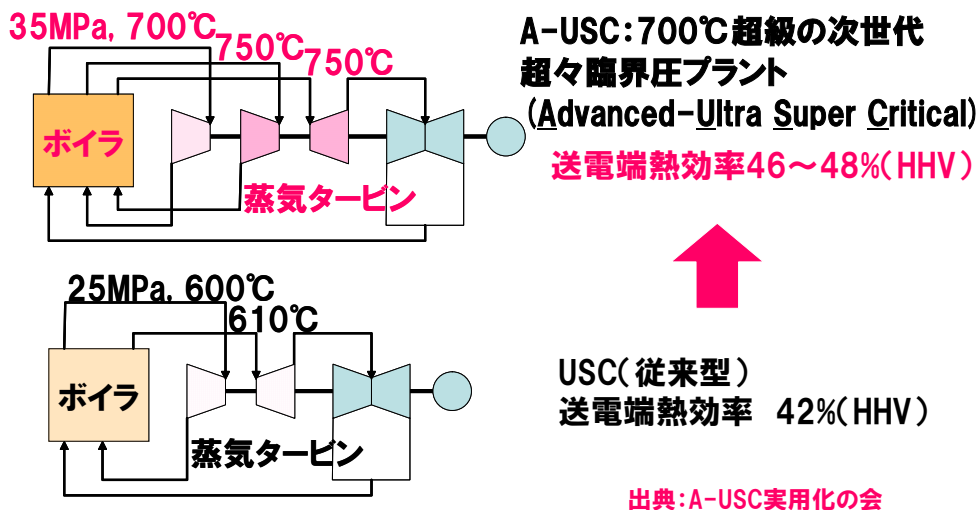 35MPa, 700℃
750℃
750℃
ボイラ
蒸気タービン
A-USC:700℃超級の次世代
超々臨界圧プラント
(Advanced-Ultra Super Critical)
送電端熱効率46～48%(HHV)
25MPa, 600℃
610℃
ボイラ
蒸気タービン
USC(従来型)
送電端熱効率 42%(HHV)
出典:A-USC実用化の会